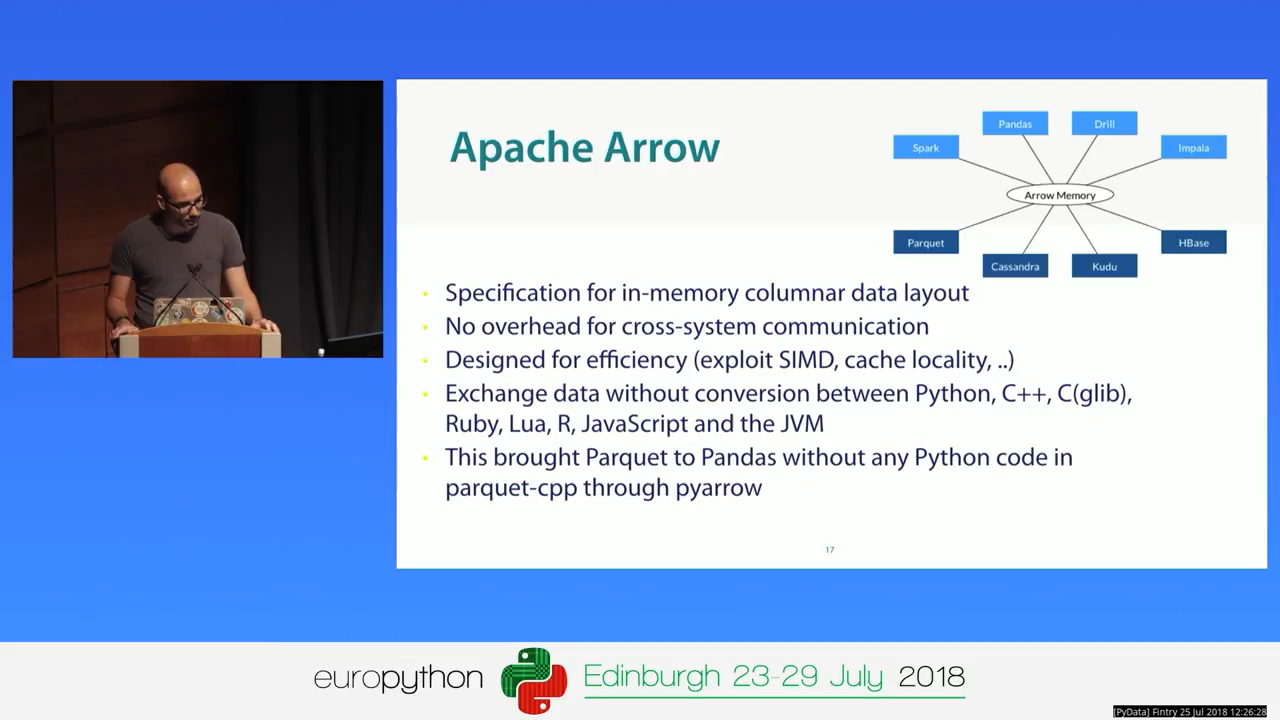 Apache Arrow
Pandas
Drill
Spark
Impala
Arrow Memory
Parquet
HBase
Cassandra
Kudu
Specification for in-memory columnar data layout
No overhead for cross-system communication
Designed for efficiency (exploit SIMD, cache locality, ..)
Exchange data without conversion between Python, C++, C(glib),
Ruby, Lua, R, JavaScript and the JVM
This brought Parquet to Pandas without any Python code in
parquet-cpp through pyarrow
17
europython
Edinburgh 23-29 July 2018
[PyData] Fintry 25 Jul 2018 12:26:28